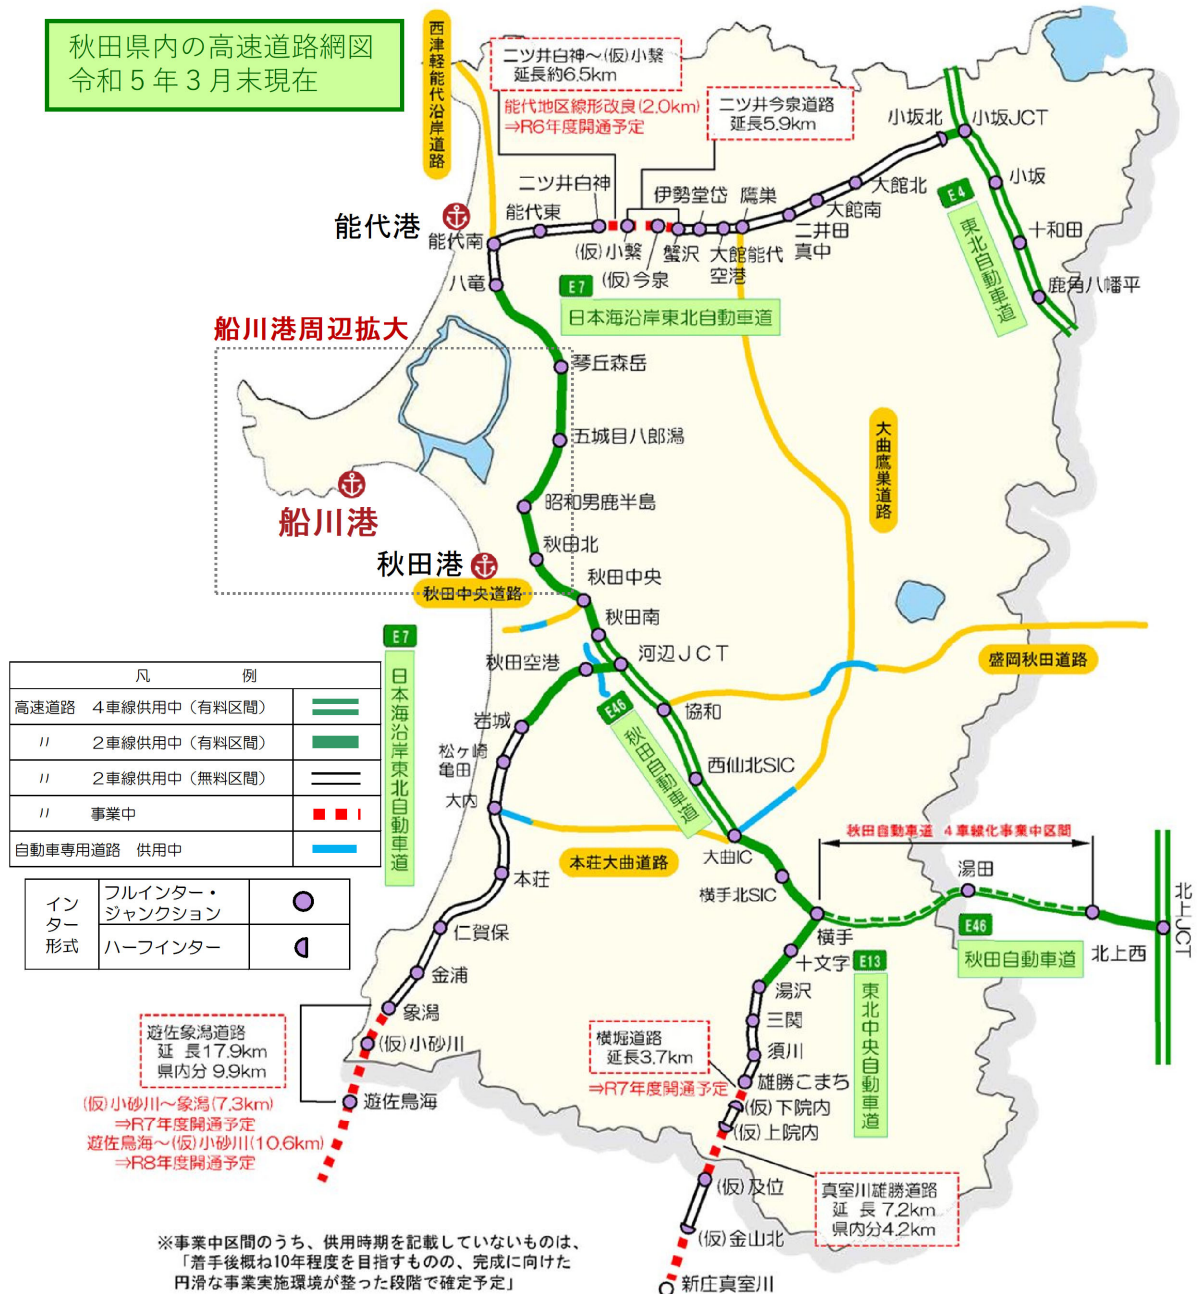 秋田県内の高速道路網図
令和５年３月末現在
西津軽能代沿岸道路
二ツ井白神～(仮)小繋
延長約6.5km
能代地区線形改良(2.0km)
⇒R6年度開通予定
二ツ井今泉道路
延長5.9km
小坂北
小坂JCT
小坂
十和田
鹿角八幡平
E4
東北自動車道
大館北
大館南
二井田
真中
鷹巣
大館能代
空港
伊勢堂岱
蟹沢
(仮)今泉
(仮)小繋
二ツ井白神
能代東
能代港
能代南
八竜
E7
日本海沿岸東北自動車道
船川港周辺拡大
琴丘森岳
五城目八郎潟
大曲鷹巣道路
船川港
昭和男鹿半島
秋田港
秋田北
秋田中央道路
秋田中央
秋田南
河辺ＪＣＴ
秋田空港
盛岡秋田道路
E7
日本海沿岸東北自動車道
岩城
松ヶ崎
亀田
大内
E46
秋田自動車道
協和
西仙北SIC
本荘大曲道路
大曲IC
秋田自動車道 ４車線化事業中区間
横手北SIC
湯田
北上JCT
本荘
仁賀保
金浦
象潟
(仮)小砂川
遊佐鳥海
横手
十文字
E46
秋田自動車道
北上西
E13
東北中央自動車道
湯沢
三関
須川
雄勝こまち
(仮)下院内
(仮)上院内
(仮)及位
(仮)金山北
新庄真室川
凡 例
高速道路 ４車線供用中（有料区間）
〃 ２車線供用中（有料区間）
〃 ２車線供用中（無料区間）
〃 事業中
自動車専用道路 供用中
インター形式
フルインター・
ジャンクション
ハーフインター
遊佐象潟道路
延 長17.9km
県内分 9.9km
(仮)小砂川～象潟(7.3km)
⇒R7年度開通予定
遊佐鳥海～(仮)小砂川(10.6km)
⇒R8年度開通予定
横堀道路
延長3.7km
⇒R7年度開通予定
真室川雄勝道路
延 長 7.2km
県内分4.2km
※事業中区間のうち、供用時期を記載していないものは、
「着手後概ね10年程度を目指すものの、完成に向けた
円滑な事業実施環境が整った段階で確定予定」